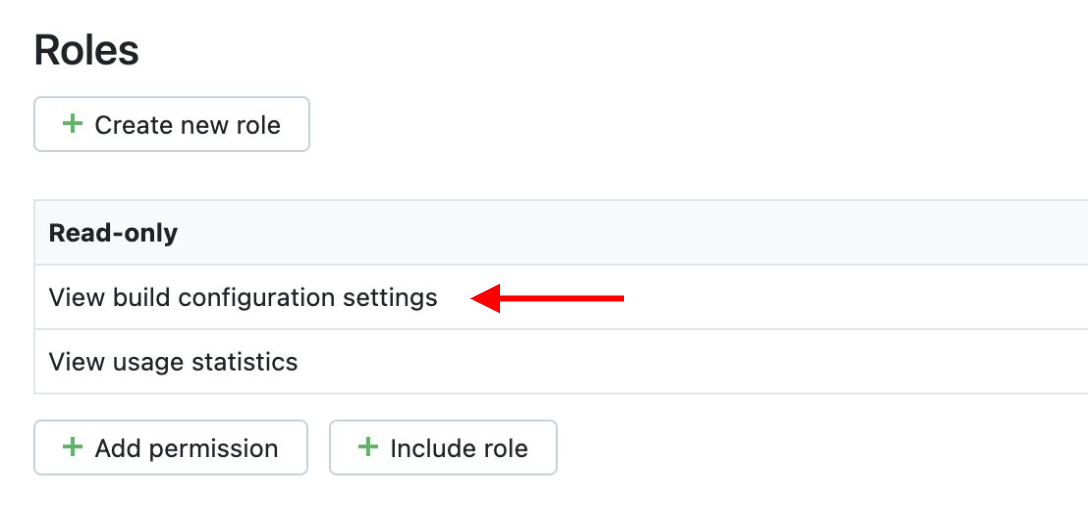 Roles
+ Create new role
Read-only
View build configuration settings
View usage statistics
+ Add permission + Include role